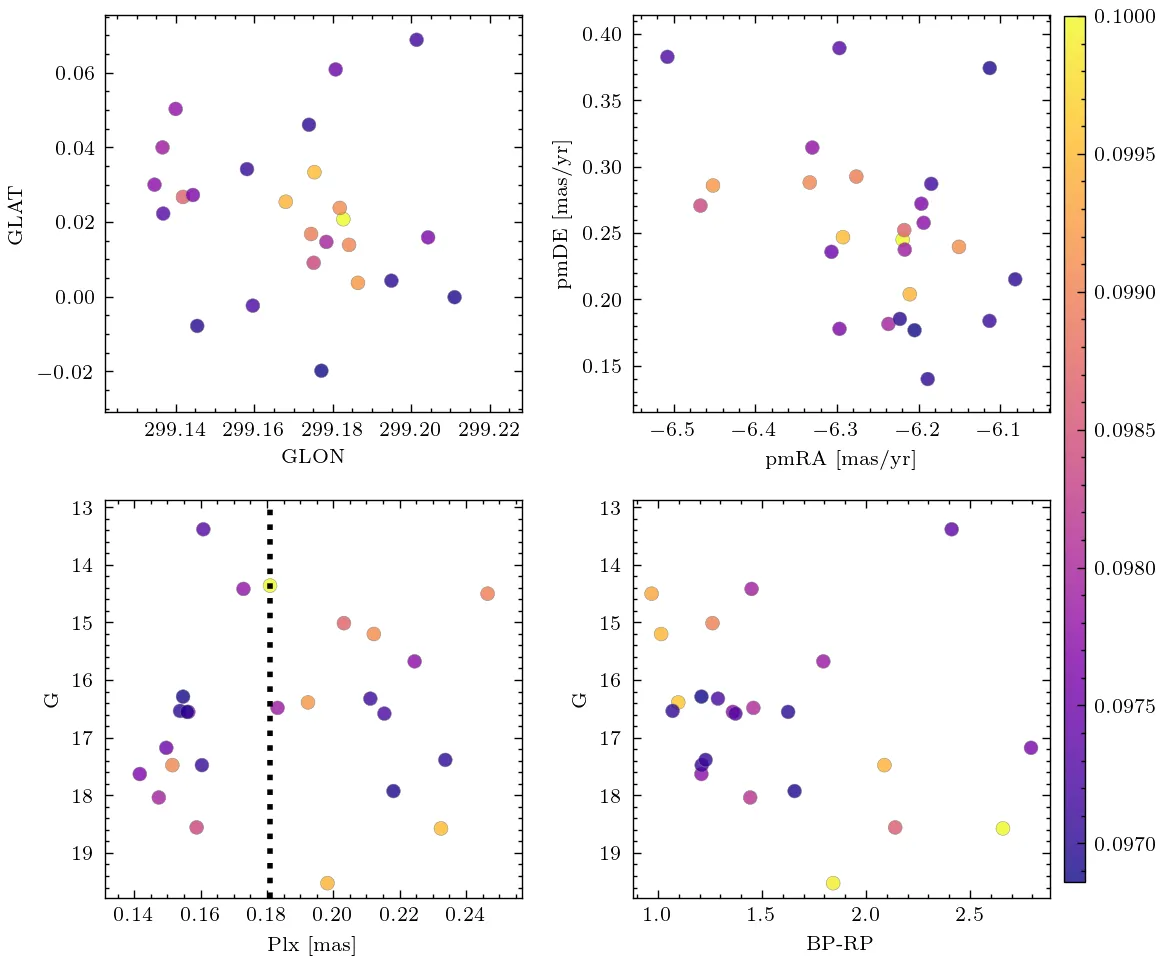 0.06
0.04
0.02
0.00
−0.02
GLAT
299.14 299.16 299.18 299.20 299.22
GLON
0.40
0.35
0.30
0.25
0.20
0.15
pmDE [mas/yr]
−6.5 −6.4 −6.3 −6.2 −6.1
pmRA [mas/yr]
13
14
15
16
17
18
19
G
0.14 0.16 0.18 0.20 0.22 0.24
Plx [mas]
13
14
15
16
17
18
19
G
1.0 1.5 2.0 2.5
BP-RP
0.1000
0.0995
0.0990
0.0985
0.0980
0.0975
0.0970